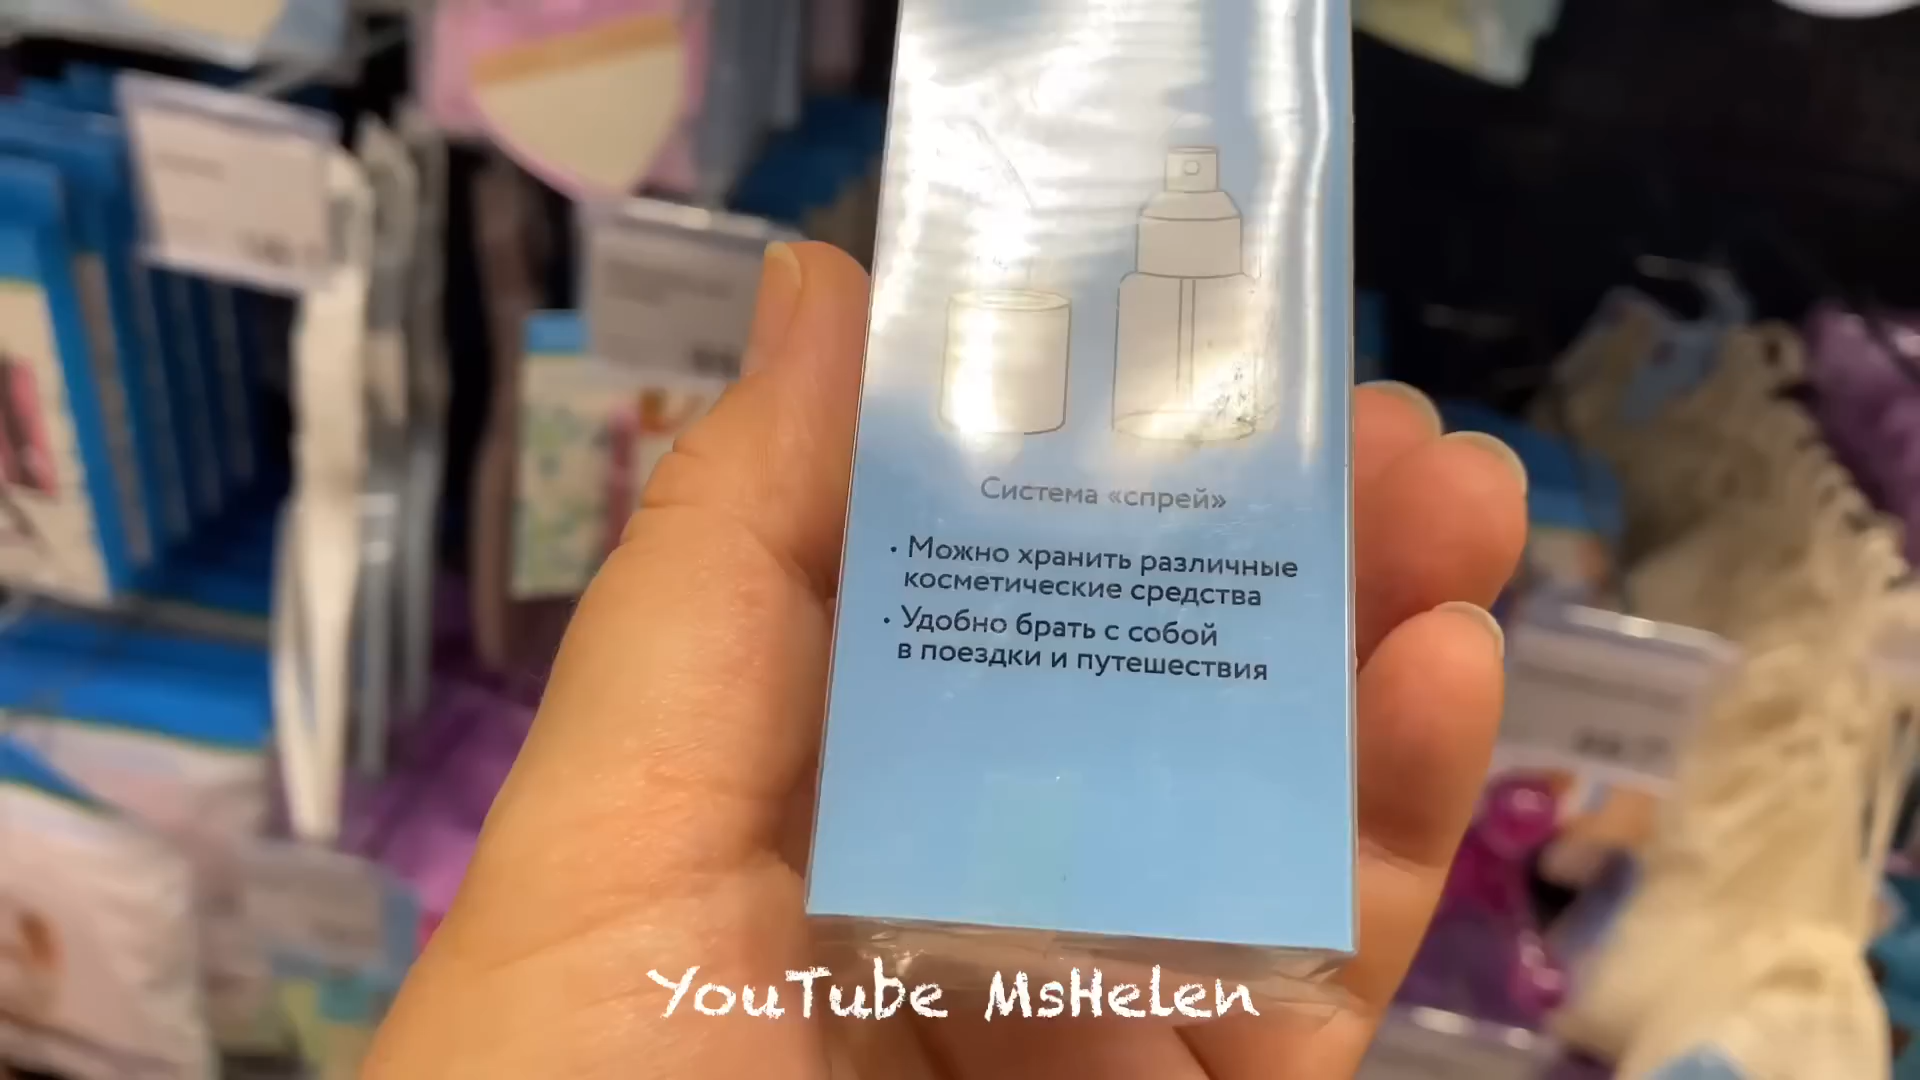 Система «спрей»
· Можно хранить различные
косметические средства
· Удобно брать с собой
в поездки и путешествия
YouTube MsHelen